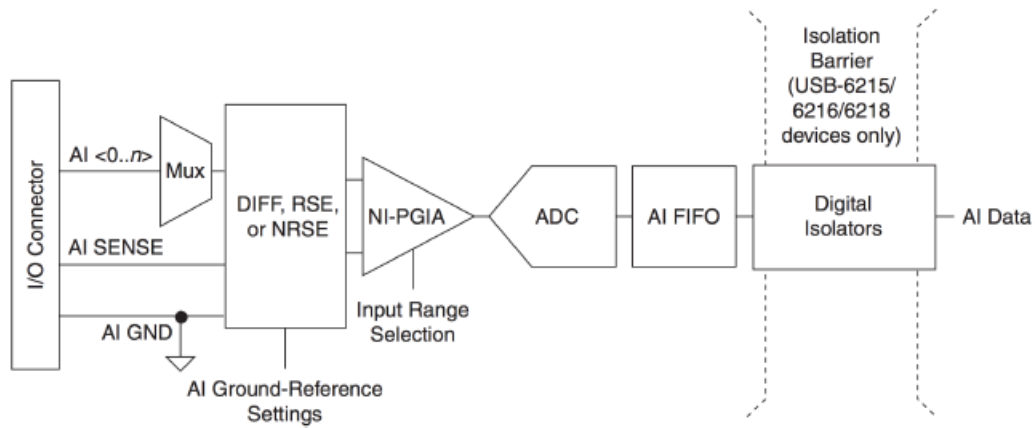 Isolation
Barrier
(USB-6215/
6216/6218
devices only)
I/O Connector
AI <0..n>
Mux
AI SENSE
AI GND
DIFF, RSE,
or NRSE
NI-PGIA
ADC
AI FIFO
Digital
Isolators
AI Data
Input Range
Selection
AI Ground-Reference
Settings